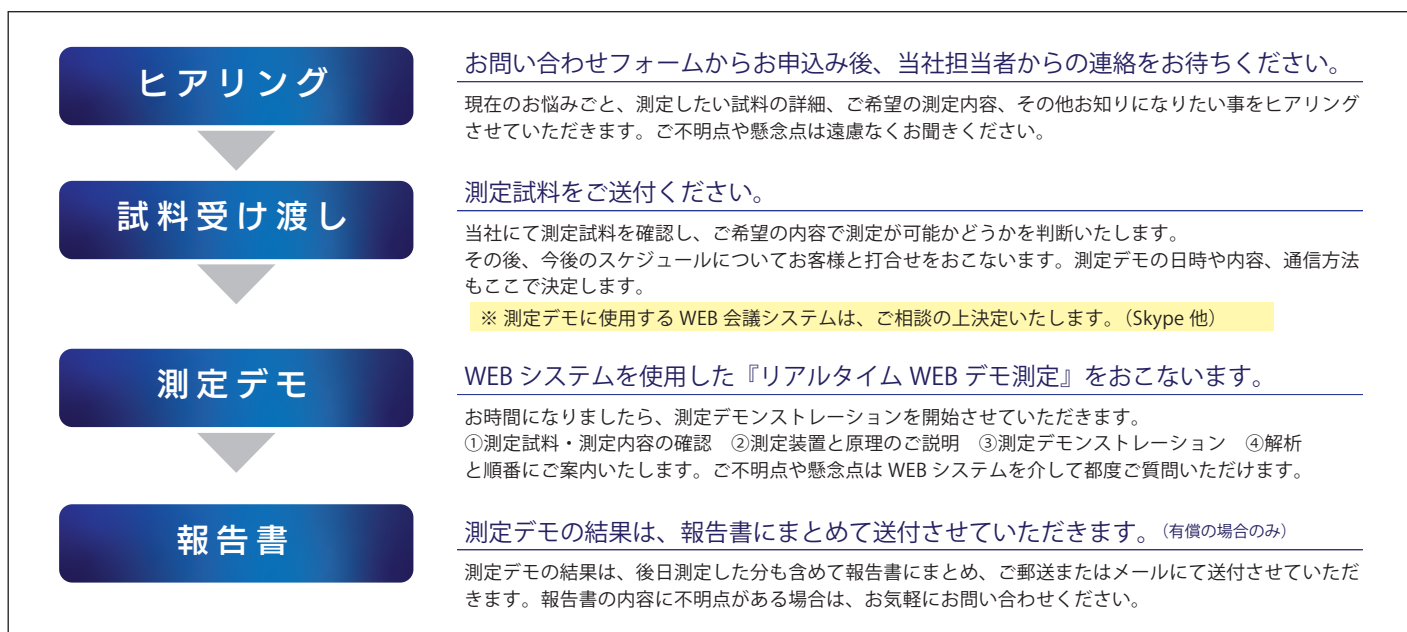 ヒアリング
お問い合わせフォームからお申込み後、当社担当者からの連絡をお待ちください。
現在のお悩みごと、測定したい試料の詳細、ご希望の測定内容、その他お知りになりたい事をヒアリング
させていただきます。ご不明点や懸念点は遠慮なくお聞きください。
試料受け渡し
測定試料をご送付ください。
当社にて測定試料を確認し、ご希望の内容で測定が可能かどうかを判断いたします。
その後、今後のスケジュールについてお客様と打合せをおこないます。測定デモの日時や内容、通信方法
もここで決定します。
※ 測定デモに使用する WEB 会議システムは、ご相談の上決定いたします。（Skype 他）
測定デモ
WEB システムを使用した『リアルタイム WEB デモ測定』をおこないます。
お時間になりましたら、測定デモンストレーションを開始させていただきます。
①測定試料・測定内容の確認　②測定装置と原理のご説明　③測定デモンストレーション　④解析
と順番にご案内いたします。ご不明点や懸念点は WEB システムを介して都度ご質問いただけます。
報告書
測定デモの結果は、報告書にまとめて送付させていただきます。（有償の場合のみ）
測定デモの結果は、後日測定した分も含めて報告書にまとめ、ご郵送またはメールにて送付させていただ
きます。報告書の内容に不明点がある場合は、お気軽にお問い合わせください。